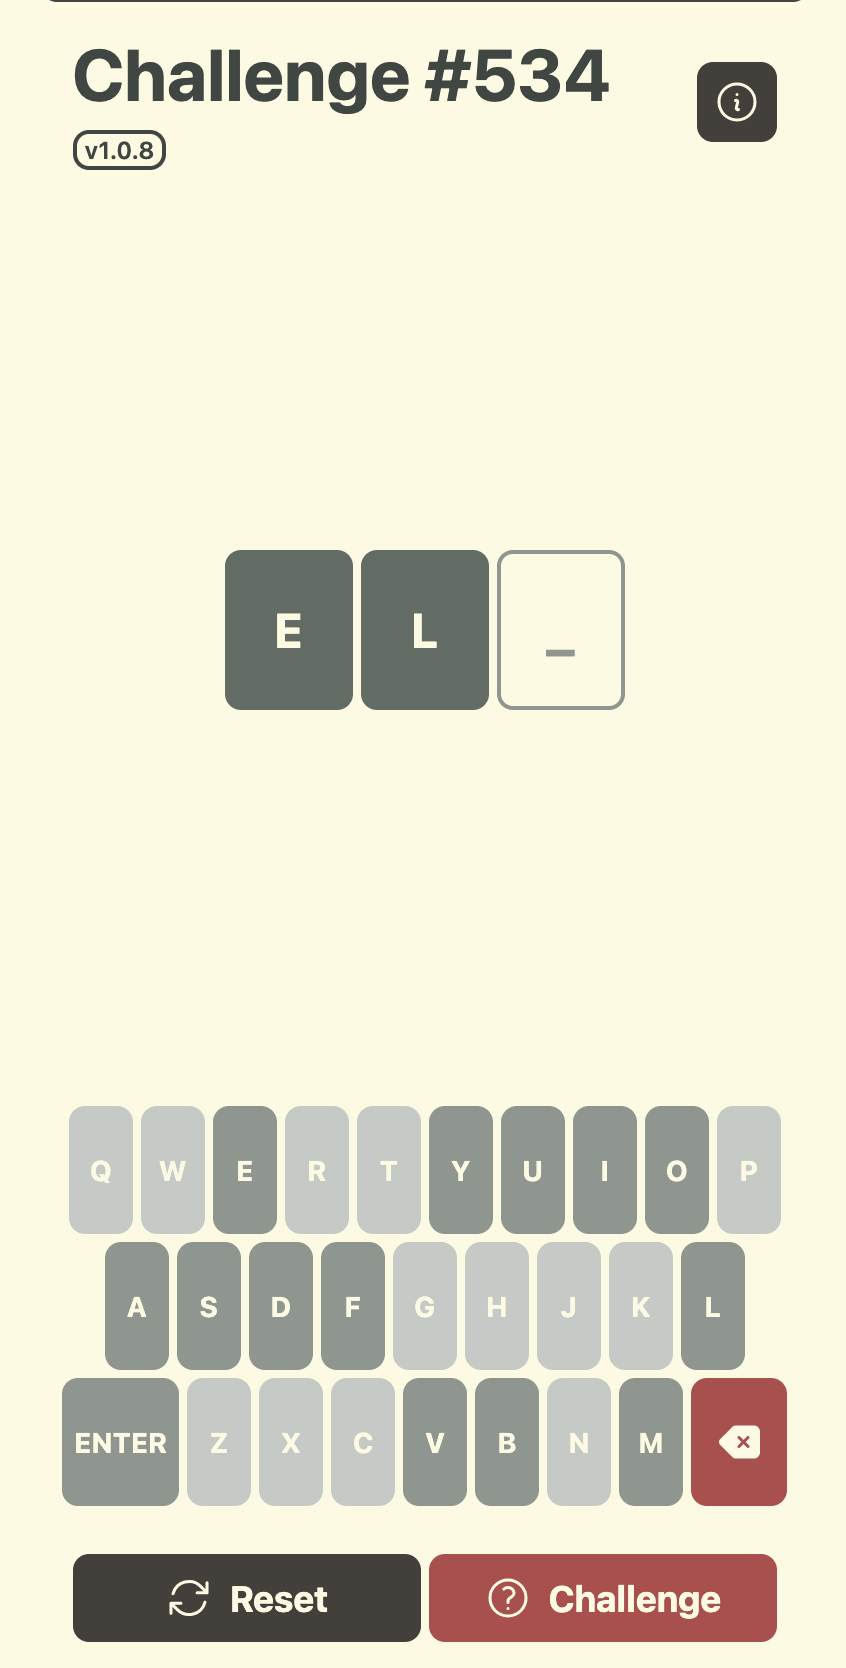 Challenge #534
v1.0.8
E L _
Q W E R T Y U I O P
A S D F G H J K L
ENTER Z X C V B N M
Reset Challenge